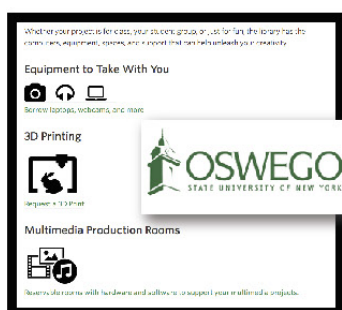 Whether your project is for class, your student group, or just for fun, the library has the
computers, equipment, spaces, and support that can help unleash your creativity.
Equipment to Take With You
Borrow laptops, webcams, and more
3D Printing
OSWEGO
STATE UNIVERSITY OF NEW YORK
Request a 3D Print
Multimedia Production Rooms
Reservable rooms with hardware and software to support your multimedia projects.